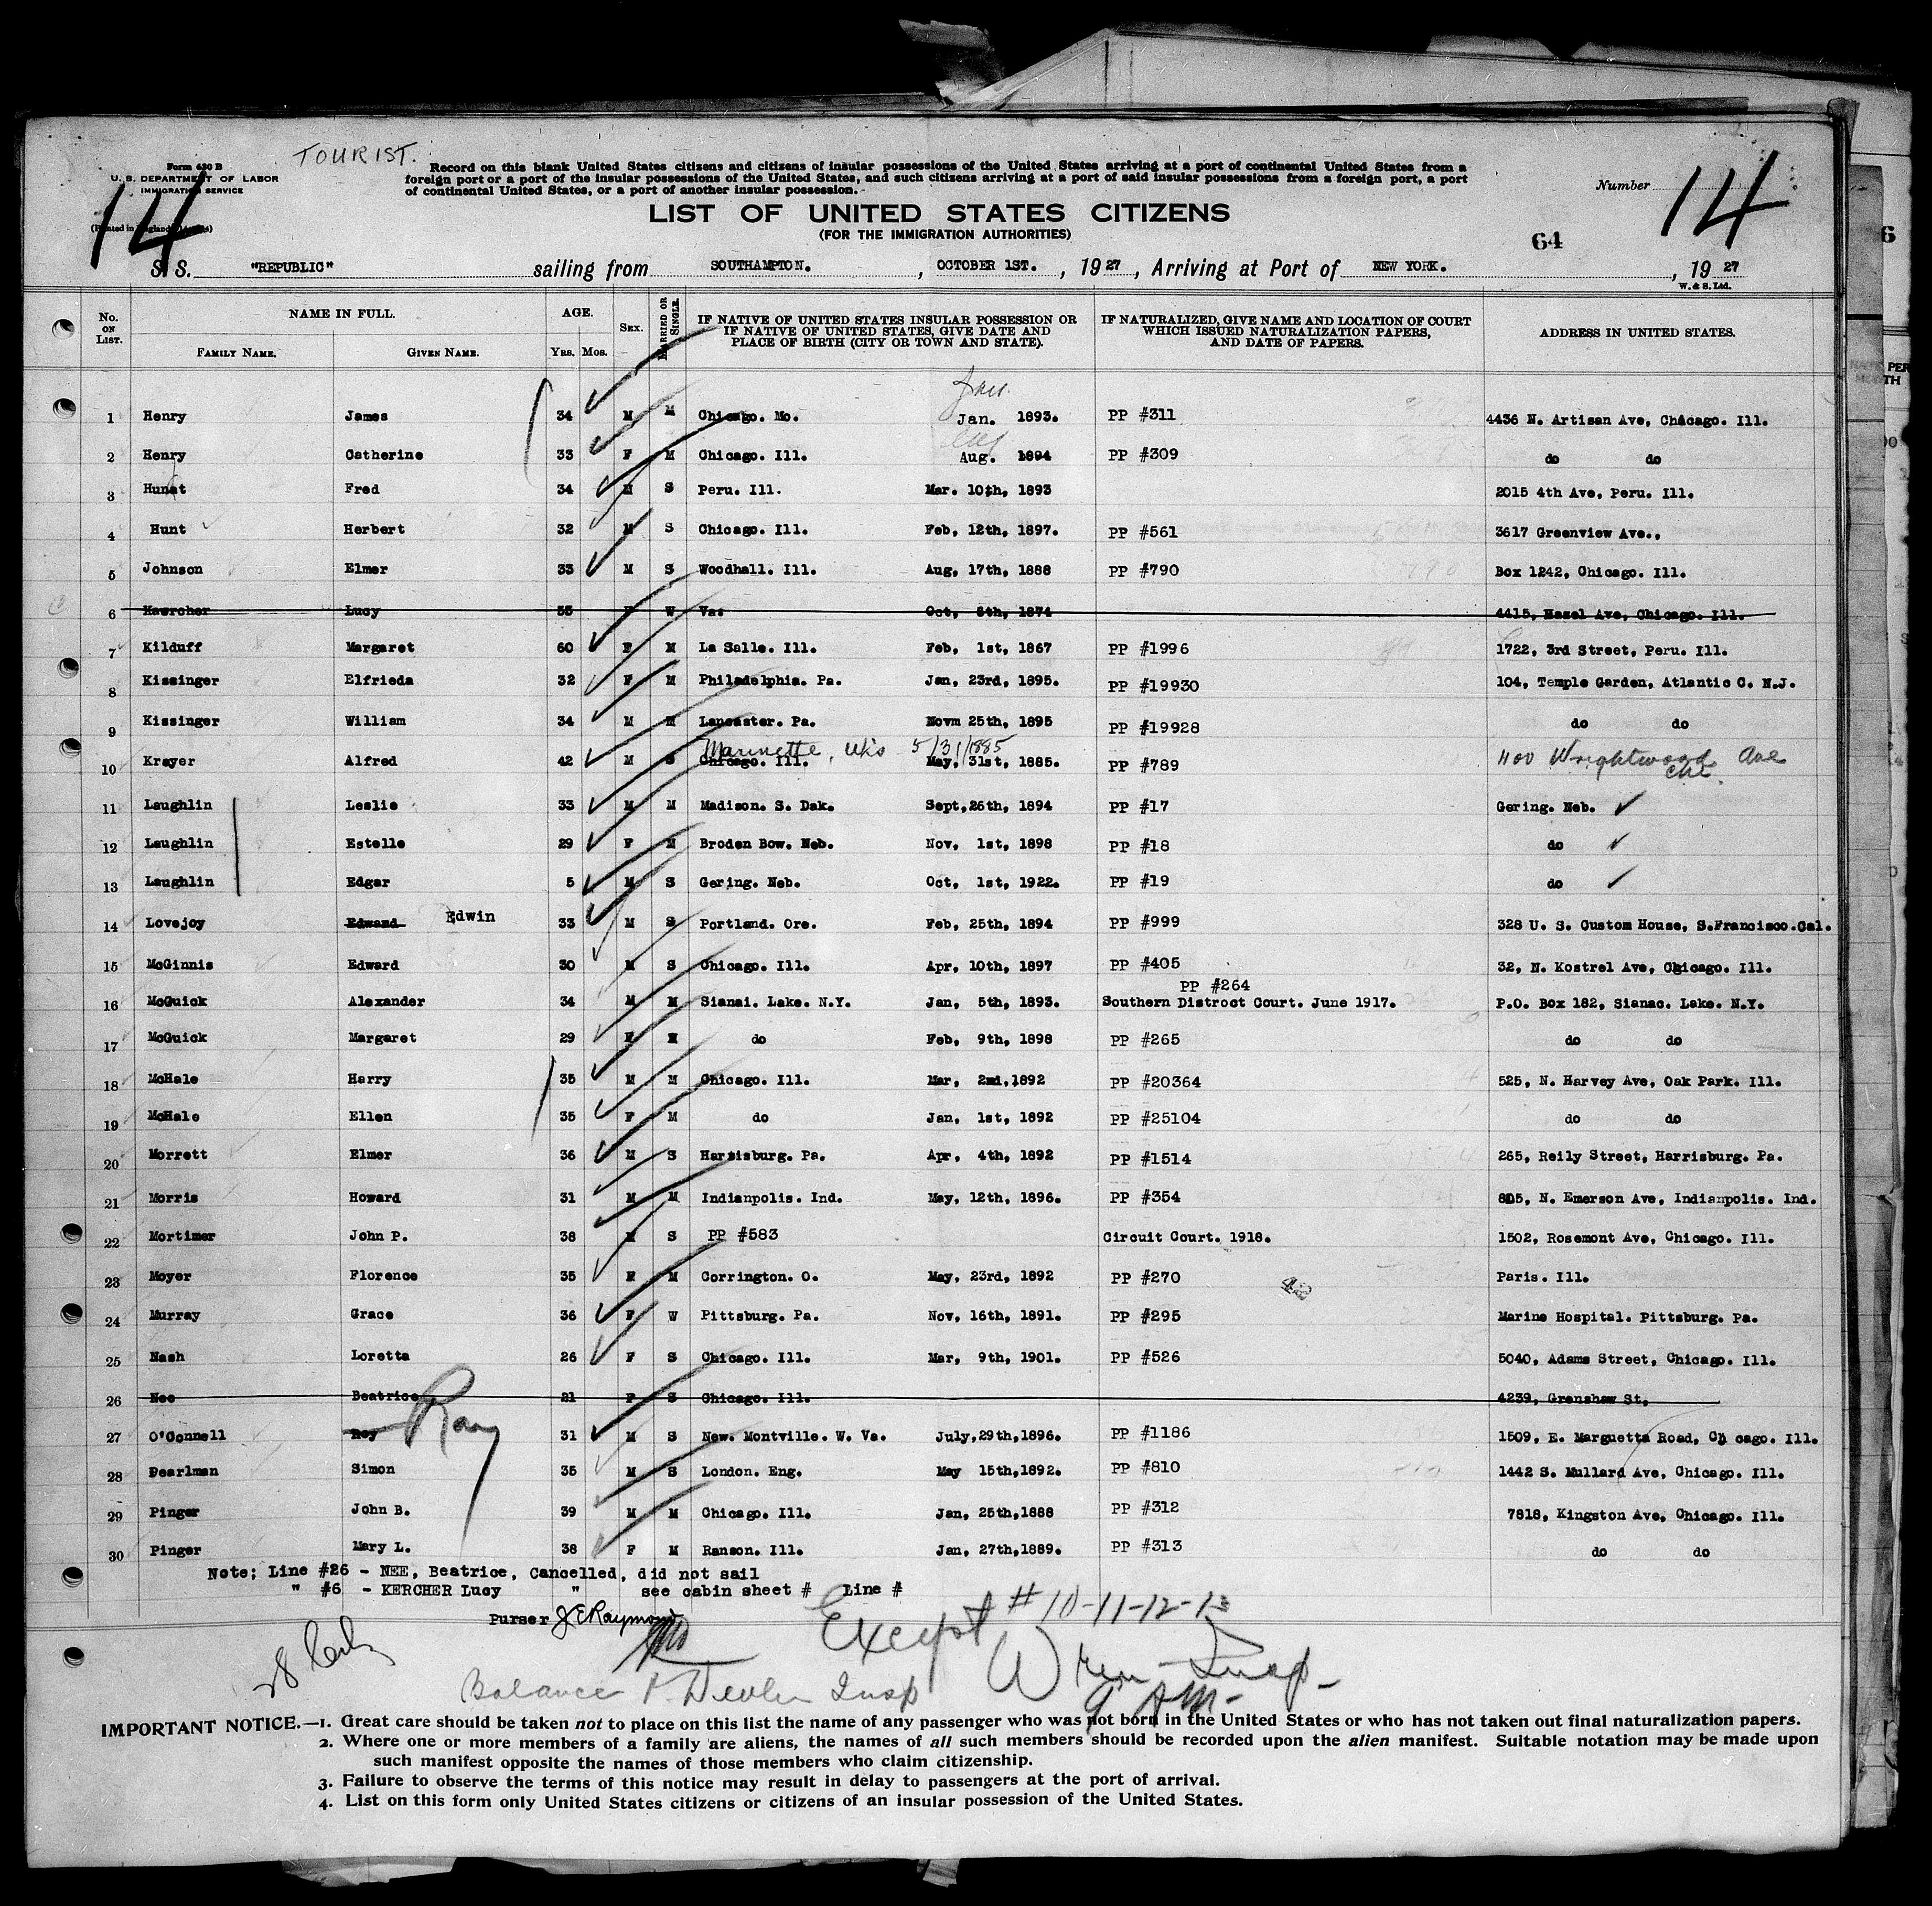 TOURIST.
Form 630 B
U. S. DEPARTMENT OF LABOR
IMMIGRATION SERVICE
14
Record on this blank United States citizens and citizens of insular possessions of the United States arriving at a port of continental United States from a
foreign port or a port of the insular possessions of the United States, and such citizens arriving at a port of said insular possessions from a foreign port, a port
of continental United States, or a port of another insular possession.
Number 14
LIST OF UNITED STATES CITIZENS
(FOR THE IMMIGRATION AUTHORITIES)
64
S. S. "REPUBLIC" sailing from SOUTHAMPTON. , OCTOBER 1ST. , 1927 , Arriving at Port of NEW YORK. , 1927
W. & S. Ltd.
No. ON LIST. NAME IN FULL. FAMILY NAME. GIVEN NAME. AGE. Yrs. Mos. SEX. MARRIED OR SINGLE. IF NATIVE OF UNITED STATES INSULAR POSSESSION OR IF NATIVE OF UNITED STATES, GIVE DATE AND PLACE OF BIRTH (CITY OR TOWN AND STATE). IF NATURALIZED, GIVE NAME AND LOCATION OF COURT WHICH ISSUED NATURALIZATION PAPERS, AND DATE OF PAPERS. ADDRESS IN UNITED STATES.
Jan.
1 Henry James 34 M M Chicago. Mo. Jan. 1893. PP #311 4436 N. Artisan Ave, Chicago. Ill.
2 Henry Catherine 33 F M Chicago. Ill. Aug. 1894 PP #309 do do
3 Hunat Fred 34 M S Peru. Ill. Mar. 10th, 1893 2015 4th Ave, Peru. Ill.
4 Hunt Herbert 32 M S Chicago. Ill. Feb, 12th, 1897. PP #561 3617 Greenview Ave.,
5 Johnson Elmer 33 M S Woodhall. Ill. Aug, 17th, 1888 PP #790 Box 1242, Chicago. Ill.
6 Kawrcher Lucy 55 F W Va. Oct, 8th, 1874 4415, Hazel Ave, Chicago. Ill.
7 Kilduff Margaret 60 F M La Salle. Ill. Feb, 1st, 1867 PP #1996 1722, 3rd Street, Peru. Ill.
8 Kissinger Elfrieda 32 F M Philadelphia. Pa. Jan, 23rd, 1895. PP #19930 104, Temple Garden, Atlantic C. N.J.
9 Kissinger William 34 M M Lancaster. Pa. Novm 25th, 1895 PP #19928 do do
Marinette, Wis 5/31/1885
10 Krayer Alfred 42 M S Chicago. Ill. May, 31st, 1885. PP #789 1100 Wrightwood Ave
Chi.
11 Laughlin Leslie 33 M M Madison. S. Dak. Sept,26th, 1894 PP #17 Gering. Neb.
12 Laughlin Estelle 29 F M Broden Bow. Neb. Nov, 1st, 1898 PP #18 do
13 Laughlin Edgar 5 M S Gering. Neb. Oct, 1st, 1922. PP #19 do
14 Lovejoy Edward Edwin 33 M S Portland. Ore. Feb, 25th, 1894 PP #999 328 U. S. Custom House, S.Francisco.Cal.
15 McGinnis Edward 30 M S Chicago. Ill. Apr, 10th, 1897 PP #405 32, N. Kostrel Ave, Chicago. Ill.
PP #264
16 McGuick Alexander 34 M M Sianai. Lake. N.Y. Jan, 5th, 1893. Southern Distroct Court. June 1917. P.O. Box 182, Sianac. Lake. N.Y.
17 McGuick Margaret 29 F M do Feb, 9th, 1898 PP #265 do do
18 McHale Harry 35 M M Chicago. Ill. Mar, 2nd,1892 PP #20364 525, N. Harvey Ave, Oak Park. Ill.
19 McHale Ellen 35 F M do Jan, 1st, 1892 PP #25104 do do
20 Morrett Elmer 36 M S Harrisburg. Pa. Apr, 4th, 1892 PP #1514 265, Reily Street, Harrisburg. Pa.
21 Morris Howard 31 M M Indianpolis. Ind. May, 12th, 1896. PP #354 805, N. Emerson Ave, Indianpolis. Ind.
22 Mortimer John P. 38 M S PP #583 Circuit Court. 1918. 1502, Rosemont Ave, Chicago. Ill.
23 Moyer Florence 35 F M Corrington. O. May, 23rd, 1892 PP #270 42 Paris. Ill.
24 Murray Grace 36 F W Pittsburg. Pa. Nov, 16th, 1891. PP #295 Marine Hospital. Pittsburg. Pa.
25 Nash Loretta 26 F S Chicago. Ill. Mar, 9th, 1901. PP #526 5040, Adams Street, Chicago. Ill.
26 Nee Beatrice 21 F S Chicago. Ill. 4239, Grenshaw St,
27 O'Connell Roy Ray 31 M S New. Montville. W. Va. July,29th,1896. PP #1186 1509, E. Marguetta Road, Ch cago. Ill.
28 Pearlman Simon 35 M S London. Eng. May 15th,1892. PP #810 1442 S. Mullard Ave, Chicago. Ill.
29 Pinger John B. 39 M M Chicago. Ill. Jan, 25th,1888 PP #312 7818, Kingston Ave, Chicago. Ill.
30 Pinger Mary L. 38 F M Ranson. Ill. Jan, 27th,1889. PP #313 do do
Note; Line #26 - NEE, Beatrice, Cancelled, did not sail
" #6 - KERCHER Lucy " see cabin sheet # Line #
Purser J E Raymond
Except #10-11-12-13
Wren - Insp -
9 AM -
Balance Insp
IMPORTANT NOTICE.—1. Great care should be taken not to place on this list the name of any passenger who was not born in the United States or who has not taken out final naturalization papers.
2. Where one or more members of a family are aliens, the names of all such members should be recorded upon the alien manifest. Suitable notation may be made upon
such manifest opposite the names of those members who claim citizenship.
3. Failure to observe the terms of this notice may result in delay to passengers at the port of arrival.
4. List on this form only United States citizens or citizens of an insular possession of the United States.